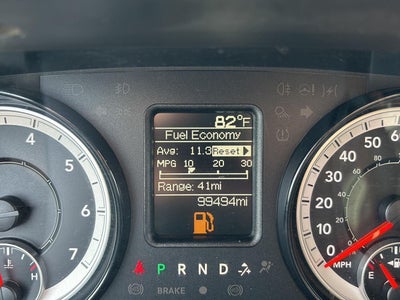 82°F
Fuel Economy
Avg: 11.3 Reset
MPG 10 20 30
Range: 41mi
99494mi
4
5
6
7
P R N D
BRAKE
60
50
40
30
20
10
0
MPH
H
C
F
E